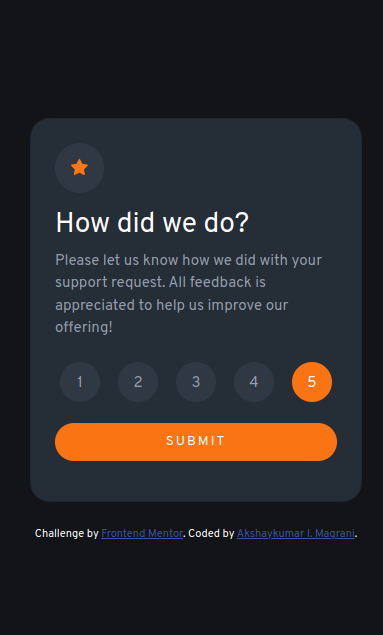 How did we do?
Please let us know how we did with your
support request. All feedback is
appreciated to help us improve our
offering!
1 2 3 4 5
SUBMIT
Challenge by Frontend Mentor. Coded by Akshaykumar I. Magrani.